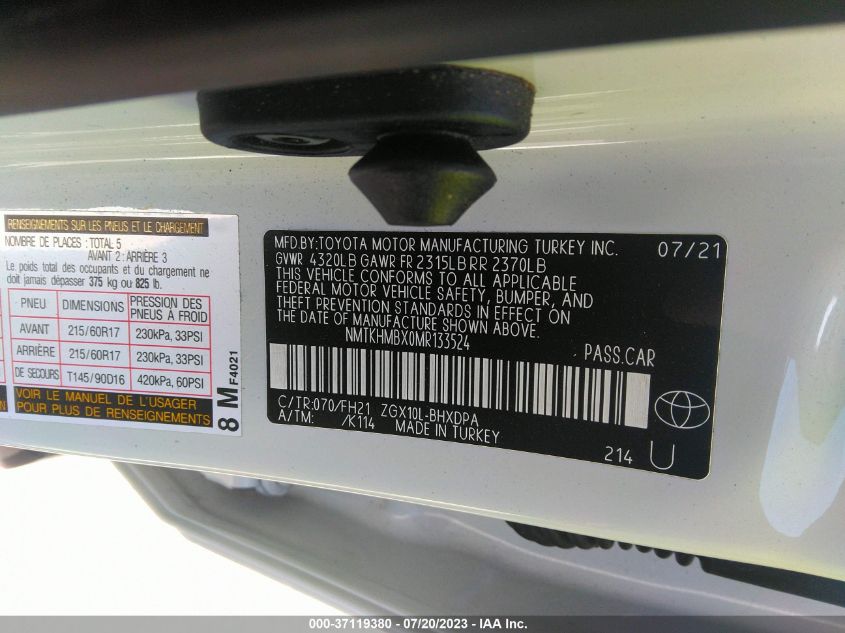 RENSEIGNEMENTS SUR LES PNEUS ET LE CHARGEMENT
NOMBRE DE PLACES : TOTAL 5
AVANT 2 : ARRIÈRE 3
Le poids total des occupants et du chargement ne
doit jamais dépasser 375 kg ou 825 lb.
PNEU DIMENSIONS PRESSION DES PNEUS À FROID
AVANT 215/60R17 230kPa, 33PSI
ARRIÈRE 215/60R17 230kPa, 33PSI
DE SECOURS T145/90D16 420kPa, 60PSI
VOIR LE MANUEL DE L'USAGER
POUR PLUS DE RENSEIGNEMENTS
8 M F4021
MFD BY:TOYOTA MOTOR MANUFACTURING TURKEY INC. 07/21
GVWR 4320LB GAWR FR 2315LB RR 2370LB
THIS VEHICLE CONFORMS TO ALL APPLICABLE
FEDERAL MOTOR VEHICLE SAFETY, BUMPER, AND
THEFT PREVENTION STANDARDS IN EFFECT ON
THE DATE OF MANUFACTURE SHOWN ABOVE.
NMTKHMBX0MR133524 PASS.CAR
C/TR:070/FH21 ZGX10L-BHXDPA
A/TM: /K114 MADE IN TURKEY
214 U
000-37119380 - 07/20/2023 - IAA Inc.